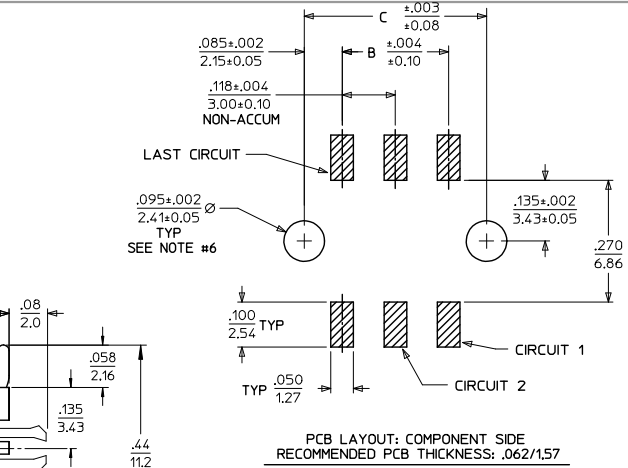 C ±.003
±0.08
.085±.002
2.15±0.05
B ±.004
±0.10
.118±.004
3.00±0.10
NON-ACCUM
LAST CIRCUIT
.135±.002
3.43±0.05
.095±.002 Ø
2.41±0.05
TYP
SEE NOTE #6
.270
6.86
.08
2.0
.100 TYP
2.54
.058
2.16
CIRCUIT 1
TYP .050
1.27
CIRCUIT 2
.135
3.43
.44
11.2
PCB LAYOUT: COMPONENT SIDE
RECOMMENDED PCB THICKNESS: .062/1.57